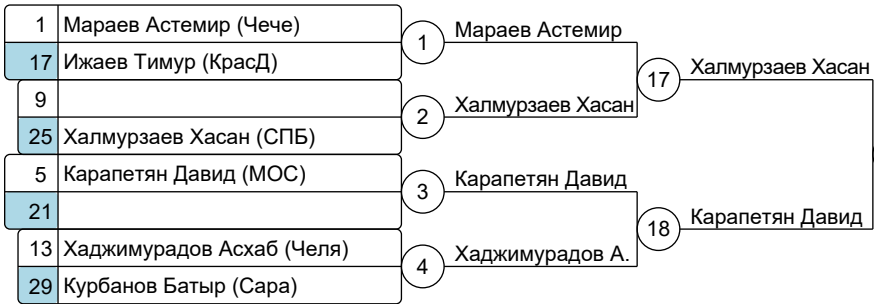 1 Мараев Астемир (Чече)
17 Ижаев Тимур (КрасД)
9
25 Халмурзаев Хасан (СПБ)
5 Карапетян Давид (МОС)
21
13 Хаджимурадов Асхаб (Челя)
29 Курбанов Батыр (Сара)
1 Мараев Астемир
2 Халмурзаев Хасан
3 Карапетян Давид
4 Хаджимурадов А.
17 Халмурзаев Хасан
18 Карапетян Давид